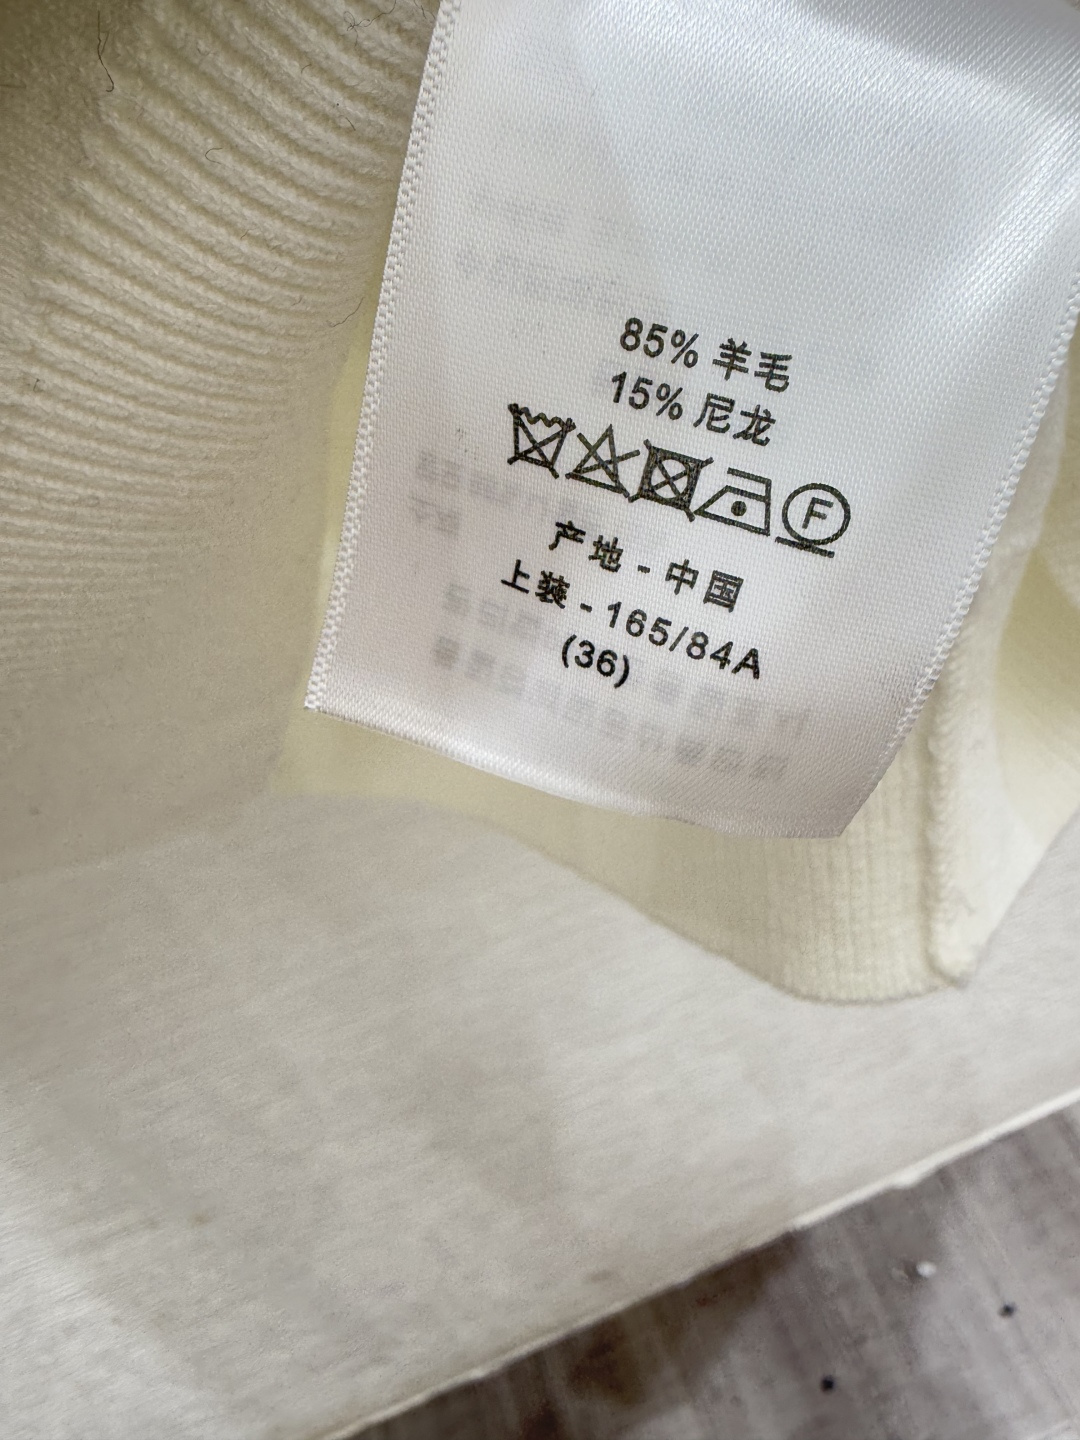 85% 羊毛
15% 尼龙
F
产地 - 中国
上装 - 165/84A
(36)